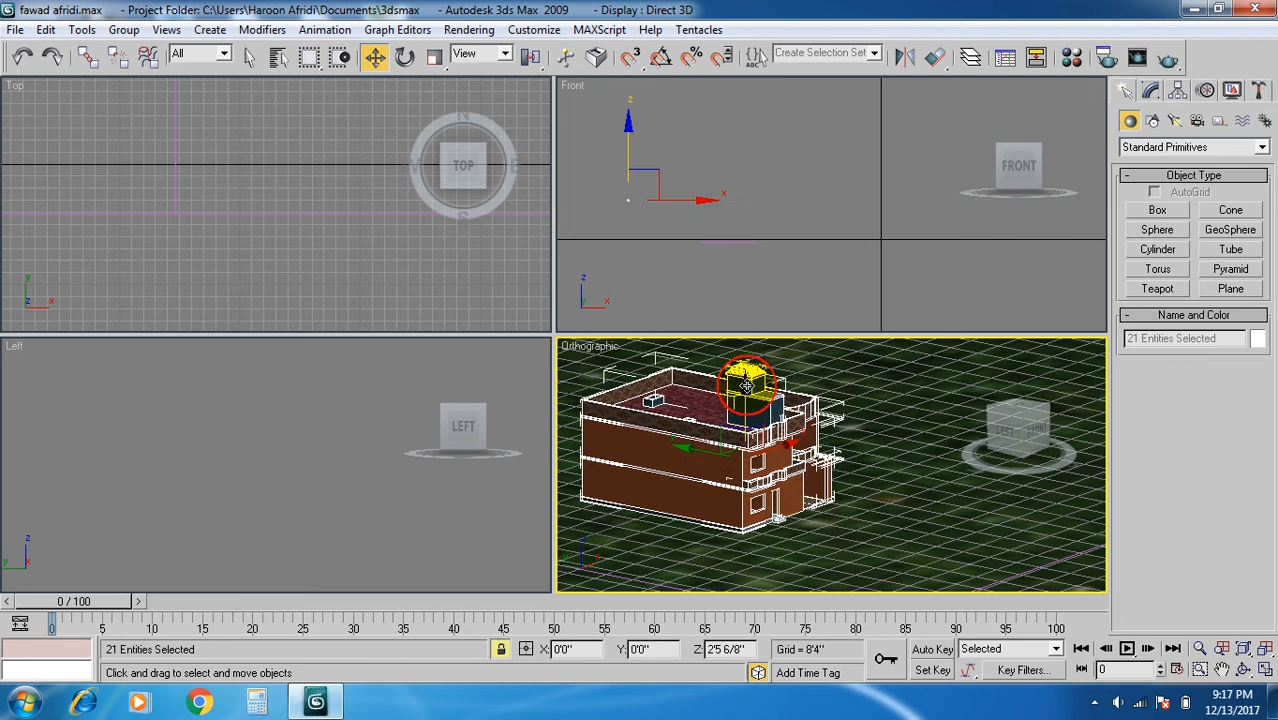 fawad afridi.max - Project Folder: C:\Users\Haroon Afridi\Documents\3dsmax - Autodesk 3ds Max 2009 - Display : Direct 3D
File Edit Tools Group Views Create Modifiers Animation Graph Editors Rendering Customize MAXScript Help Tentacles
All View 3 % ABC Create Selection Set
Top N TOP E S y z x
Front z x FRONT z x
Standard Primitives
- Object Type
AutoGrid
Box Cone
Sphere GeoSphere
Cylinder Tube
Torus Pyramid
Teapot Plane
- Name and Color
21 Entities Selected
Left LEFT z y x
Orthographic LEFT FRONT
< 0 / 100 >
0 5 10 15 20 25 30 35 40 45 50 55 60 65 70 75 80 85 90 95 100
21 Entities Selected X: 0'0" Y: 0'0" Z: 2'5 6/8" Grid = 8'4" Auto Key Selected
Click and drag to select and move objects Add Time Tag Set Key Key Filters... 0
9:17 PM
12/13/2017